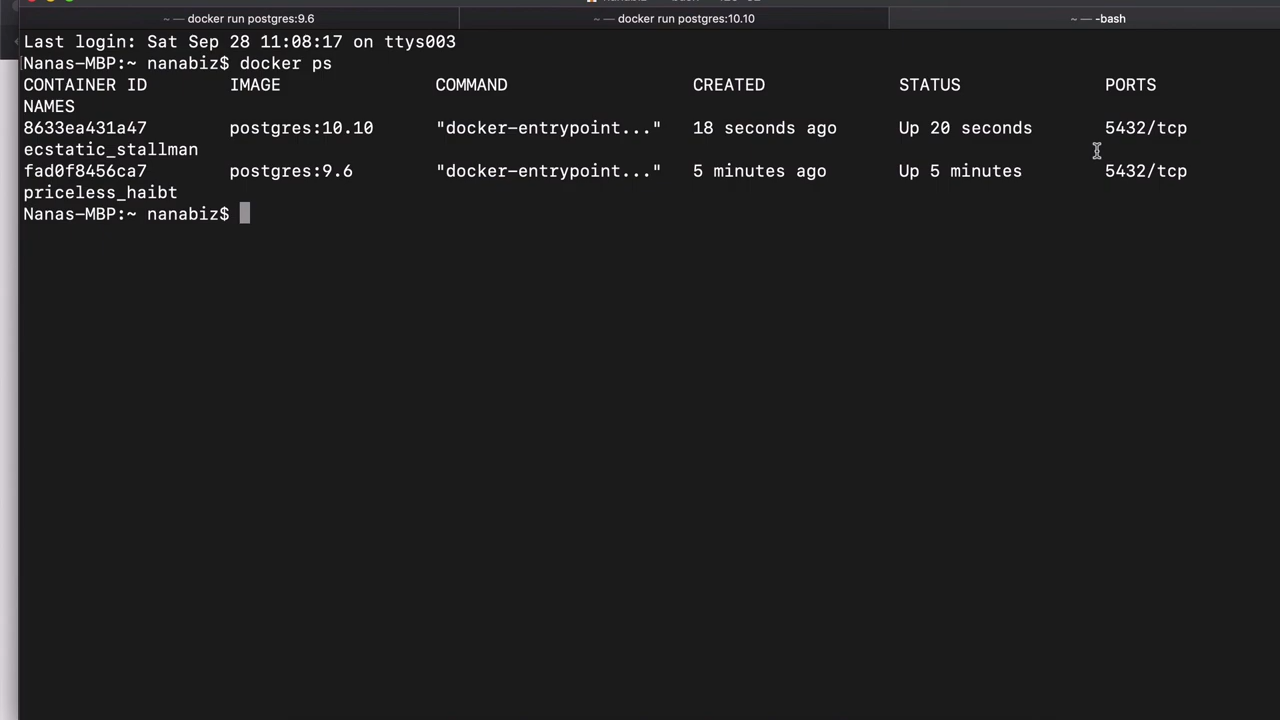 ~ — docker run postgres:9.6 ~ — docker run postgres:10.10 ~ — -bash
Last login: Sat Sep 28 11:08:17 on ttys003
Nanas-MBP:~ nanabiz$ docker ps
CONTAINER ID IMAGE COMMAND CREATED STATUS PORTS
NAMES
8633ea431a47 postgres:10.10 "docker-entrypoint..." 18 seconds ago Up 20 seconds 5432/tcp
ecstatic_stallman
fad0f8456ca7 postgres:9.6 "docker-entrypoint..." 5 minutes ago Up 5 minutes 5432/tcp
priceless_haibt
Nanas-MBP:~ nanabiz$